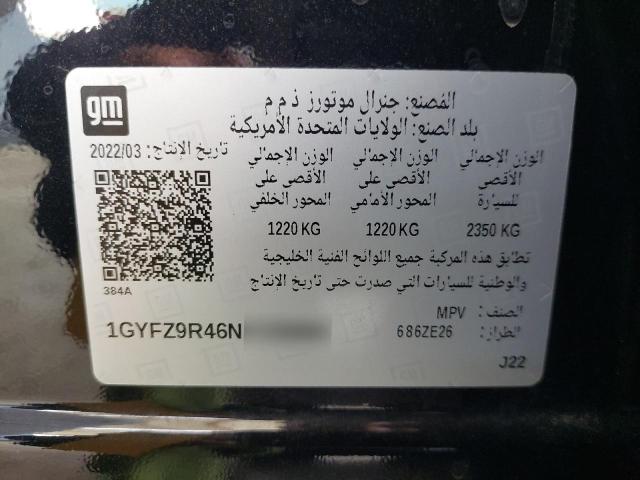 gm
المُصنع: جنرال موتورز ذ م م
بلد الصنع: الولايات المتحدة الأمريكية
تاريخ الإنتاج: 2022/03
الوزن الإجمالي الوزن الإجمالي الوزن الإجمالي
الأقصى الأقصى على الأقصى على
للسيارة المحور الأمامي المحور الخلفي
2350 KG 1220 KG 1220 KG
تطابق هذه المركبة جميع اللوائح الفنية الخليجية
والوطنية للسيارات التي صدرت حتى تاريخ الإنتاج
384A
الصنف: MPV
الطراز: 686ZE26
1GYFZ9R46N
J22